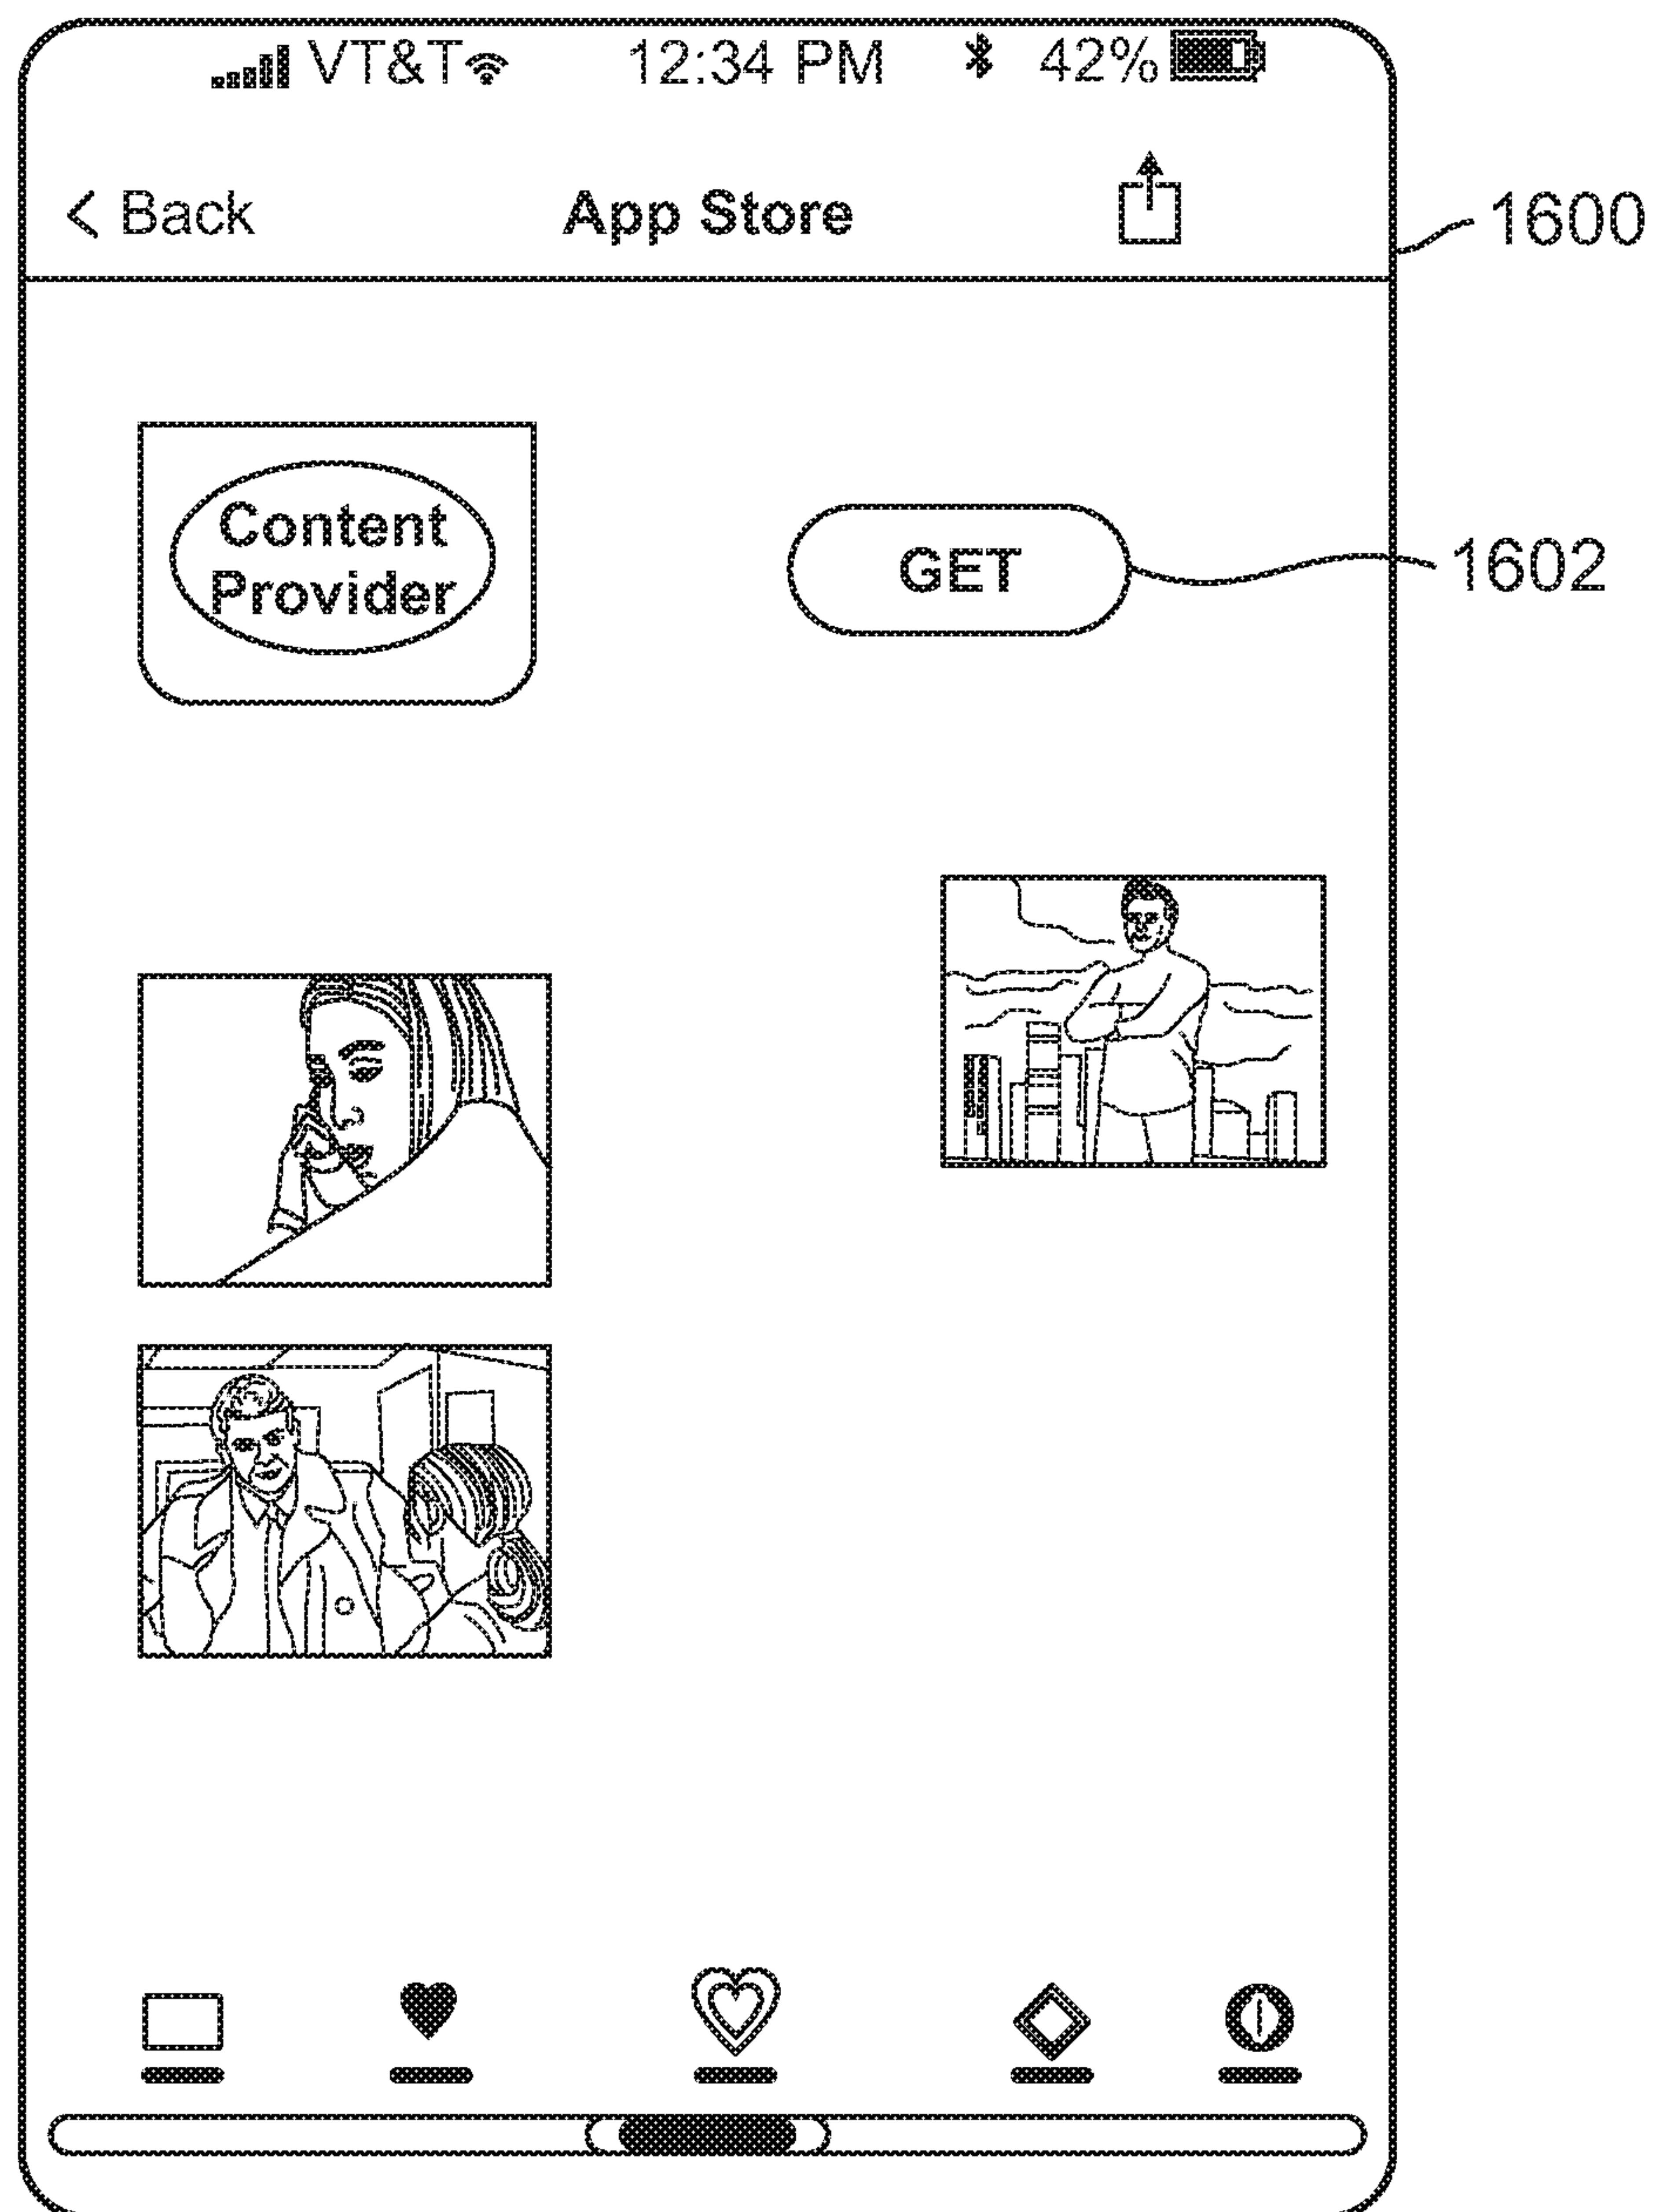 VT&T 12:34 PM 42%
< Back App Store
1600
Content
Provider
GET
1602